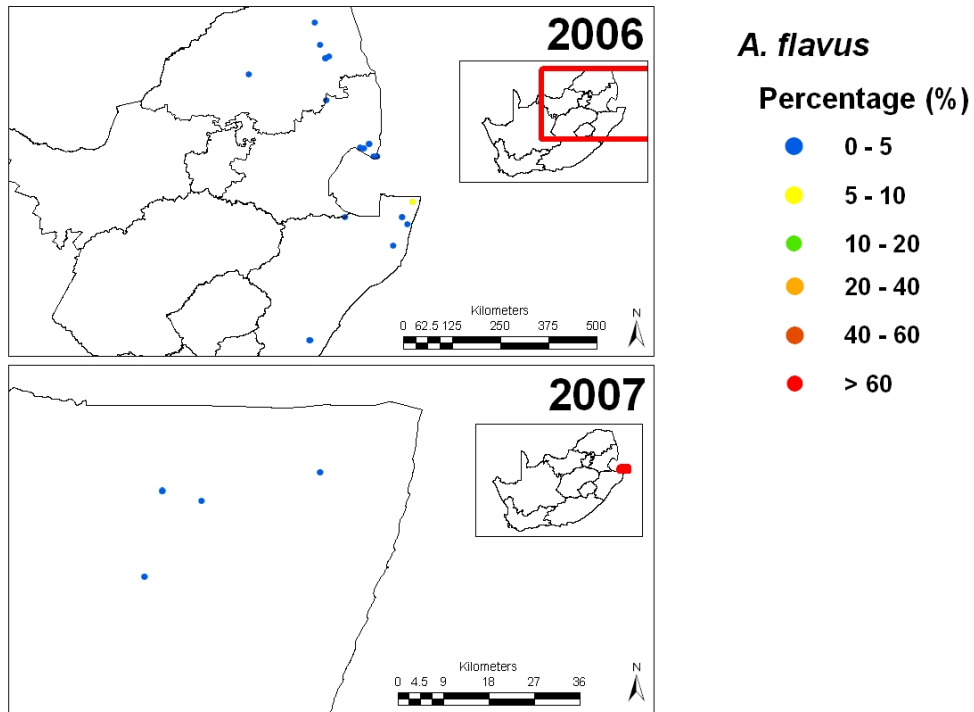 2006
Kilometers
0 62.5 125 250 375 500
N
2007
Kilometers
0 4.5 9 18 27 36
N
A. flavus
Percentage (%)
0 - 5
5 - 10
10 - 20
20 - 40
40 - 60
> 60